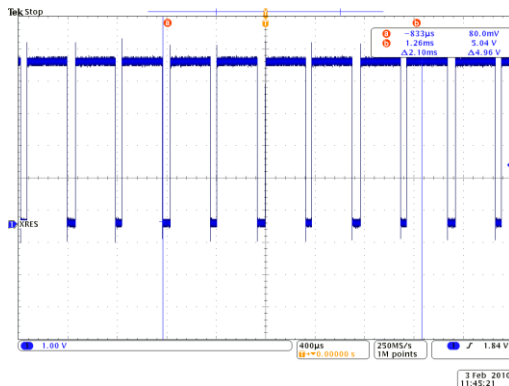 Tek Stop
a b
T
a −833µs 80.0mV
b 1.26ms 5.04 V
Δ2.10ms Δ4.96 V
1 XRES
1 1.00 V 400µs 250MS/s 1 1.84 V
T→▼0.00000 s 1M points
3 Feb 2010
11:45:21